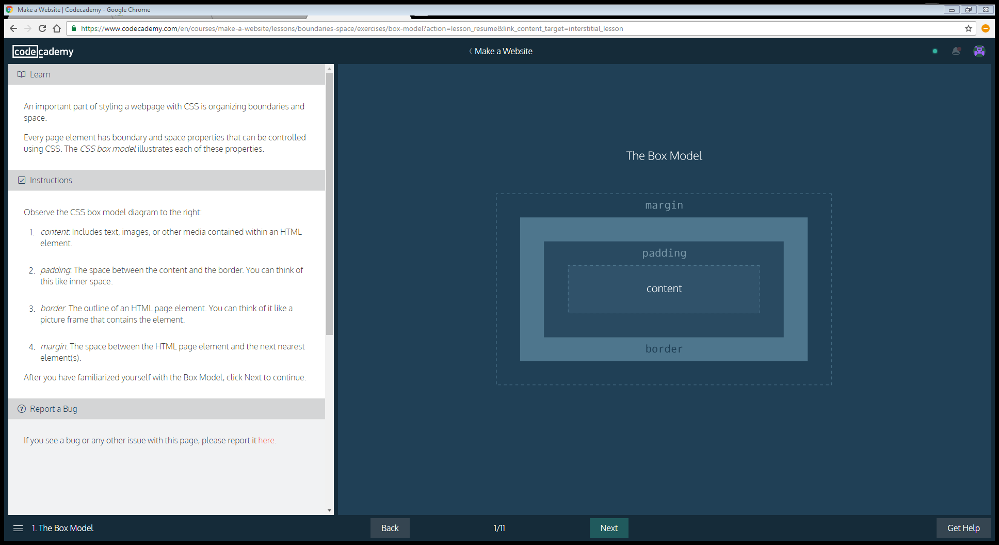 Make a Website | Codecademy - Google Chrome
https://www.codecademy.com/en/courses/make-a-website/lessons/boundaries-space/exercises/box-model?action=lesson_resume&link_content_target=interstitial_lesson
codecademy
Make a Website
Learn
An important part of styling a webpage with CSS is organizing boundaries and
space.
Every page element has boundary and space properties that can be controlled
using CSS. The CSS box model illustrates each of these properties.
Instructions
Observe the CSS box model diagram to the right:
1. content: Includes text, images, or other media contained within an HTML
element.
2. padding: The space between the content and the border. You can think of
this like inner space.
3. border: The outline of an HTML page element. You can think of it like a
picture frame that contains the element.
4. margin: The space between the HTML page element and the next nearest
element(s).
After you have familiarized yourself with the Box Model, click Next to continue.
Report a Bug
If you see a bug or any other issue with this page, please report it here.
The Box Model
margin
padding
content
border
1. The Box Model
Back
1/11
Next
Get Help